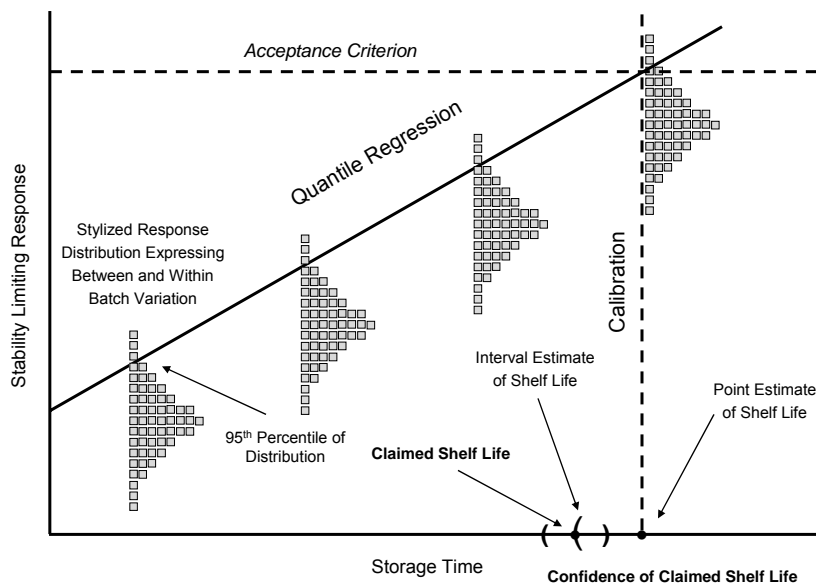 Acceptance Criterion
Quantile Regression
Stability Limiting Response
Stylized Response
Distribution Expressing
Between and Within
Batch Variation
Calibration
Interval Estimate
of Shelf Life
Point Estimate
of Shelf Life
95th Percentile of
Distribution
Claimed Shelf Life
( ( )
Storage Time
Confidence of Claimed Shelf Life